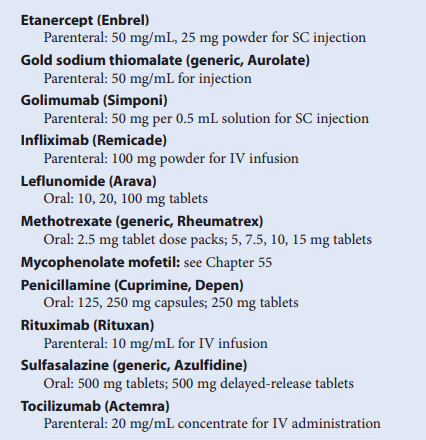 Etanercept (Enbrel)
Parenteral: 50 mg/mL, 25 mg powder for SC injection
Gold sodium thiomalate (generic, Aurolate)
Parenteral: 50 mg/mL for injection
Golimumab (Simponi)
Parenteral: 50 mg per 0.5 mL solution for SC injection
Infliximab (Remicade)
Parenteral: 100 mg powder for IV infusion
Leflunomide (Arava)
Oral: 10, 20, 100 mg tablets
Methotrexate (generic, Rheumatrex)
Oral: 2.5 mg tablet dose packs; 5, 7.5, 10, 15 mg tablets
Mycophenolate mofetil: see Chapter 55
Penicillamine (Cuprimine, Depen)
Oral: 125, 250 mg capsules; 250 mg tablets
Rituximab (Rituxan)
Parenteral: 10 mg/mL for IV infusion
Sulfasalazine (generic, Azulfidine)
Oral: 500 mg tablets; 500 mg delayed-release tablets
Tocilizumab (Actemra)
Parenteral: 20 mg/mL concentrate for IV administration